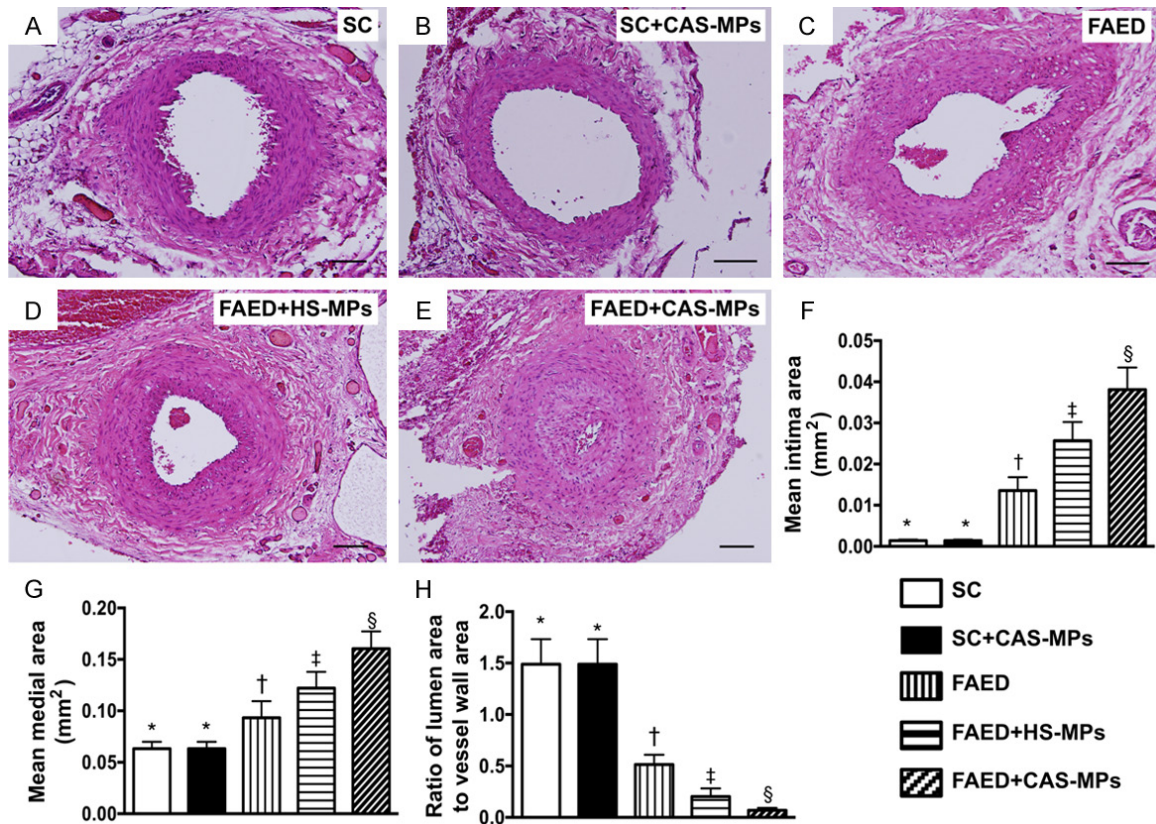 A
SC
B
SC+CAS-MPs
C
FAED
D
FAED+HS-MPs
E
FAED+CAS-MPs
F
Mean intima area
(mm²)
0.05
0.04
0.03
0.02
0.01
0.00
*
*
†
‡
§
G
Mean medial area
(mm²)
0.20
0.15
0.10
0.05
0.00
*
*
†
‡
§
H
Ratio of lumen area
to vessel wall area
2.0
1.5
1.0
0.5
0.0
*
*
†
‡
§
SC
SC+CAS-MPs
FAED
FAED+HS-MPs
FAED+CAS-MPs